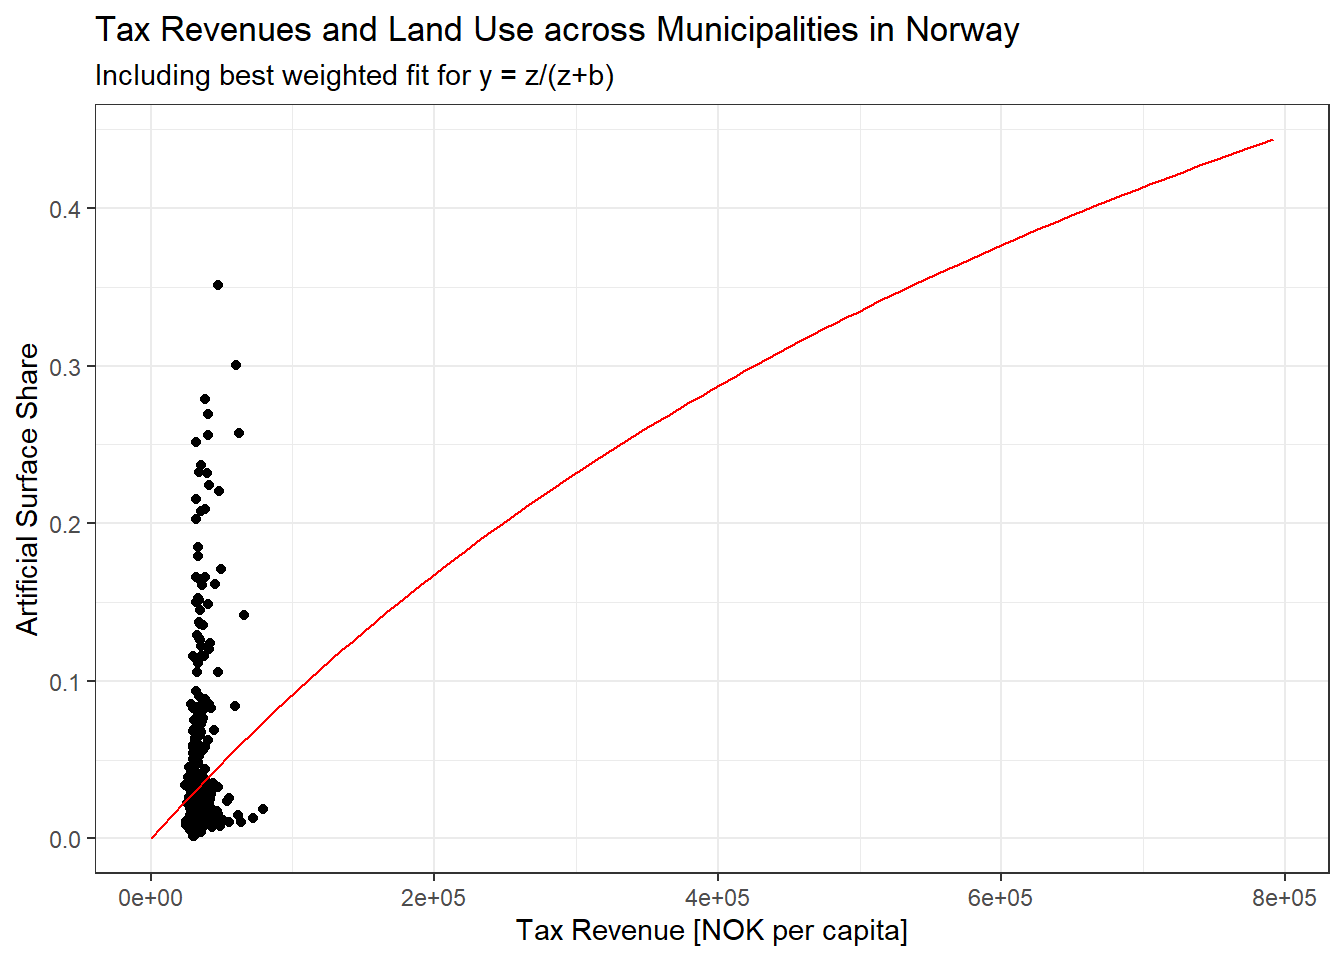 Tax Revenues and Land Use across Municipalities in Norway
Including best weighted fit for y = z/(z+b)
Artificial Surface Share
0.4
0.3
0.2
0.1
0.0
0e+00 2e+05 4e+05 6e+05 8e+05
Tax Revenue [NOK per capita]